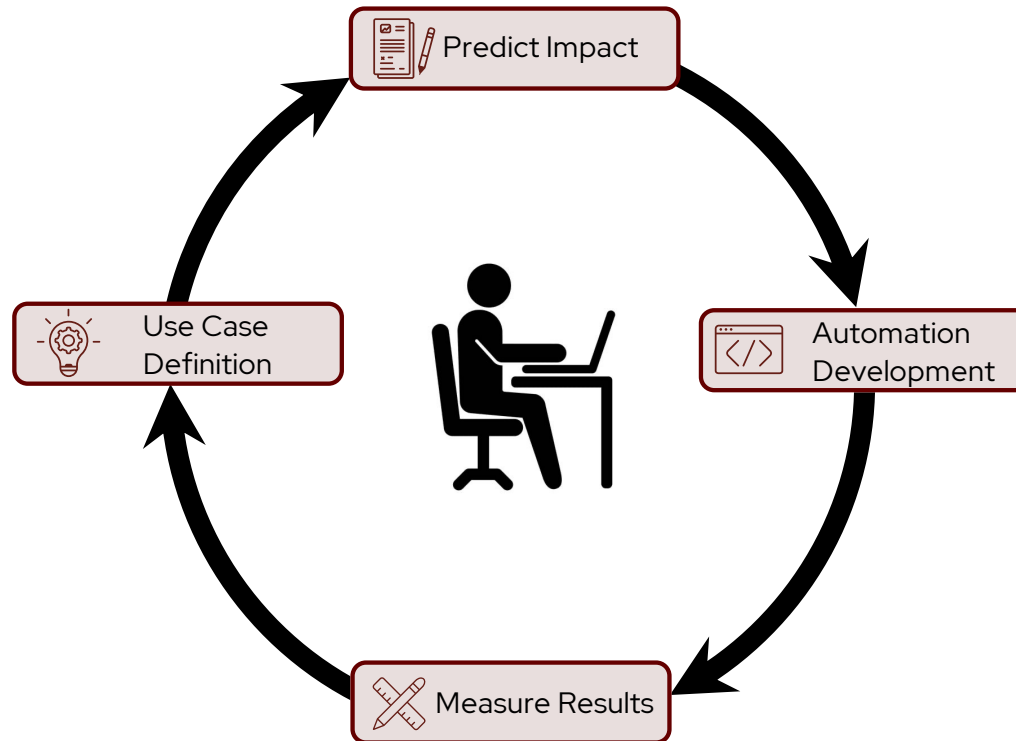 Predict Impact
Use Case
Definition
Automation
Development
Measure Results